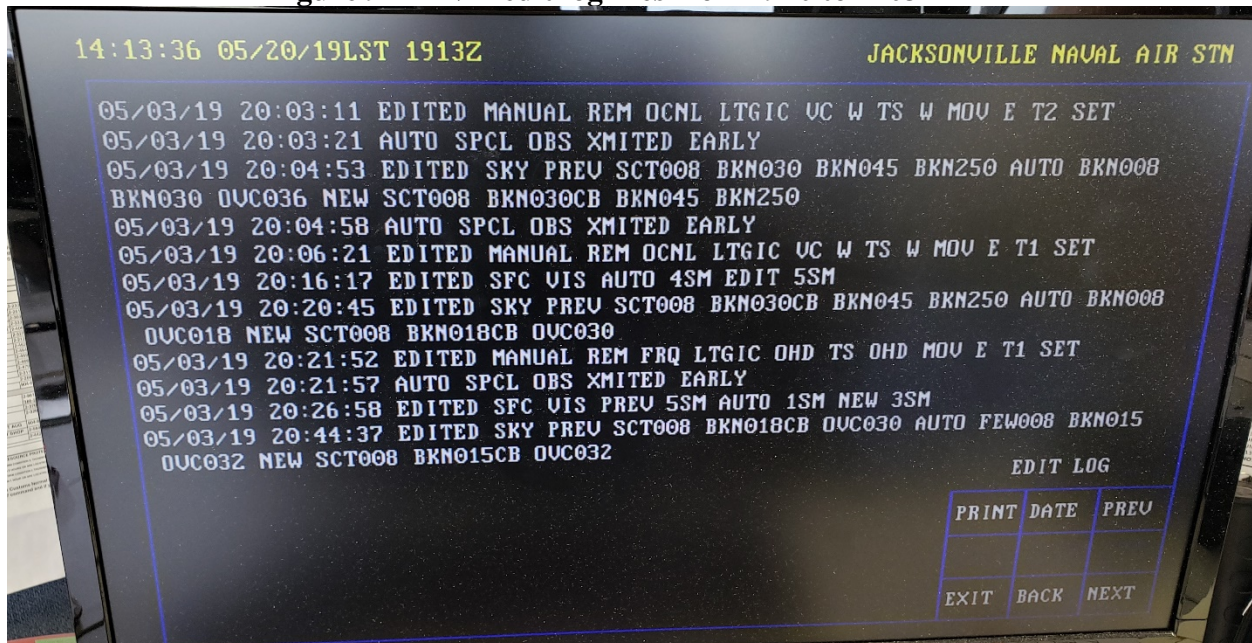 14:13:36 05/20/19LST 1913Z JACKSONVILLE NAVAL AIR STN
05/03/19 20:03:11 EDITED MANUAL REM OCNL LTGIC VC W TS W MOV E T2 SET
05/03/19 20:03:21 AUTO SPCL OBS XMITED EARLY
05/03/19 20:04:53 EDITED SKY PREV SCT008 BKN030 BKN045 BKN250 AUTO BKN008
BKN030 OVC036 NEW SCT008 BKN030CB BKN045 BKN250
05/03/19 20:04:58 AUTO SPCL OBS XMITED EARLY
05/03/19 20:06:21 EDITED MANUAL REM OCNL LTGIC VC W TS W MOV E T1 SET
05/03/19 20:16:17 EDITED SFC VIS AUTO 4SM EDIT 5SM
05/03/19 20:20:45 EDITED SKY PREV SCT008 BKN030CB BKN045 BKN250 AUTO BKN008
OVC018 NEW SCT008 BKN018CB OVC030
05/03/19 20:21:52 EDITED MANUAL REM FRQ LTGIC OHD TS OHD MOV E T1 SET
05/03/19 20:21:57 AUTO SPCL OBS XMITED EARLY
05/03/19 20:26:58 EDITED SFC VIS PREV 5SM AUTO 1SM NEW 3SM
05/03/19 20:44:37 EDITED SKY PREV SCT008 BKN018CB OVC030 AUTO FEW008 BKN015
OVC032 NEW SCT008 BKN015CB OVC032
EDIT LOG
PRINT DATE PREV
EXIT BACK NEXT